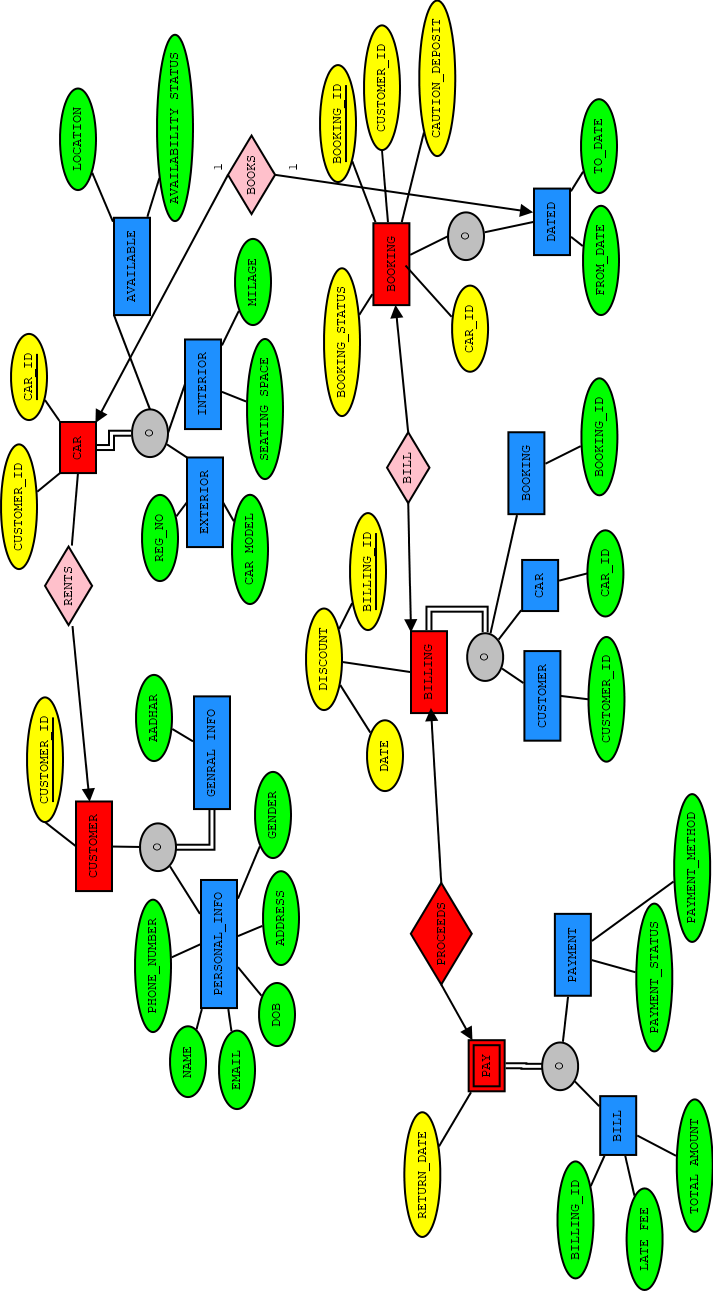 CUSTOMER_ID
CAR_ID
LOCATION
AVAILABILITY STATUS
AVAILABLE
CAR
RENTS
CUSTOMER_ID
CUSTOMER
O
AADHAR
GENRAL INFO
GENDER
PHONE_NUMBER
PERSONAL_INFO
ADDRESS
DOB
NAME
EMAIL
O
INTERIOR
MILAGE
SEATING SPACE
EXTERIOR
REG_NO
CAR MODEL
1
BOOKS
1
BOOKING_ID
CUSTOMER_ID
CAUTION_DEPOSIT
BOOKING
BOOKING_STATUS
CAR_ID
O
DATED
TO_DATE
FROM_DATE
BILL
BILLING_ID
DISCOUNT
DATE
BILLING
O
BOOKING
BOOKING_ID
CAR
CAR_ID
CUSTOMER
CUSTOMER_ID
PROCEEDS
PAY
RETURN_DATE
O
PAYMENT
PAYMENT_METHOD
PAYMENT_STATUS
BILL
BILLING_ID
LATE FEE
TOTAL AMOUNT